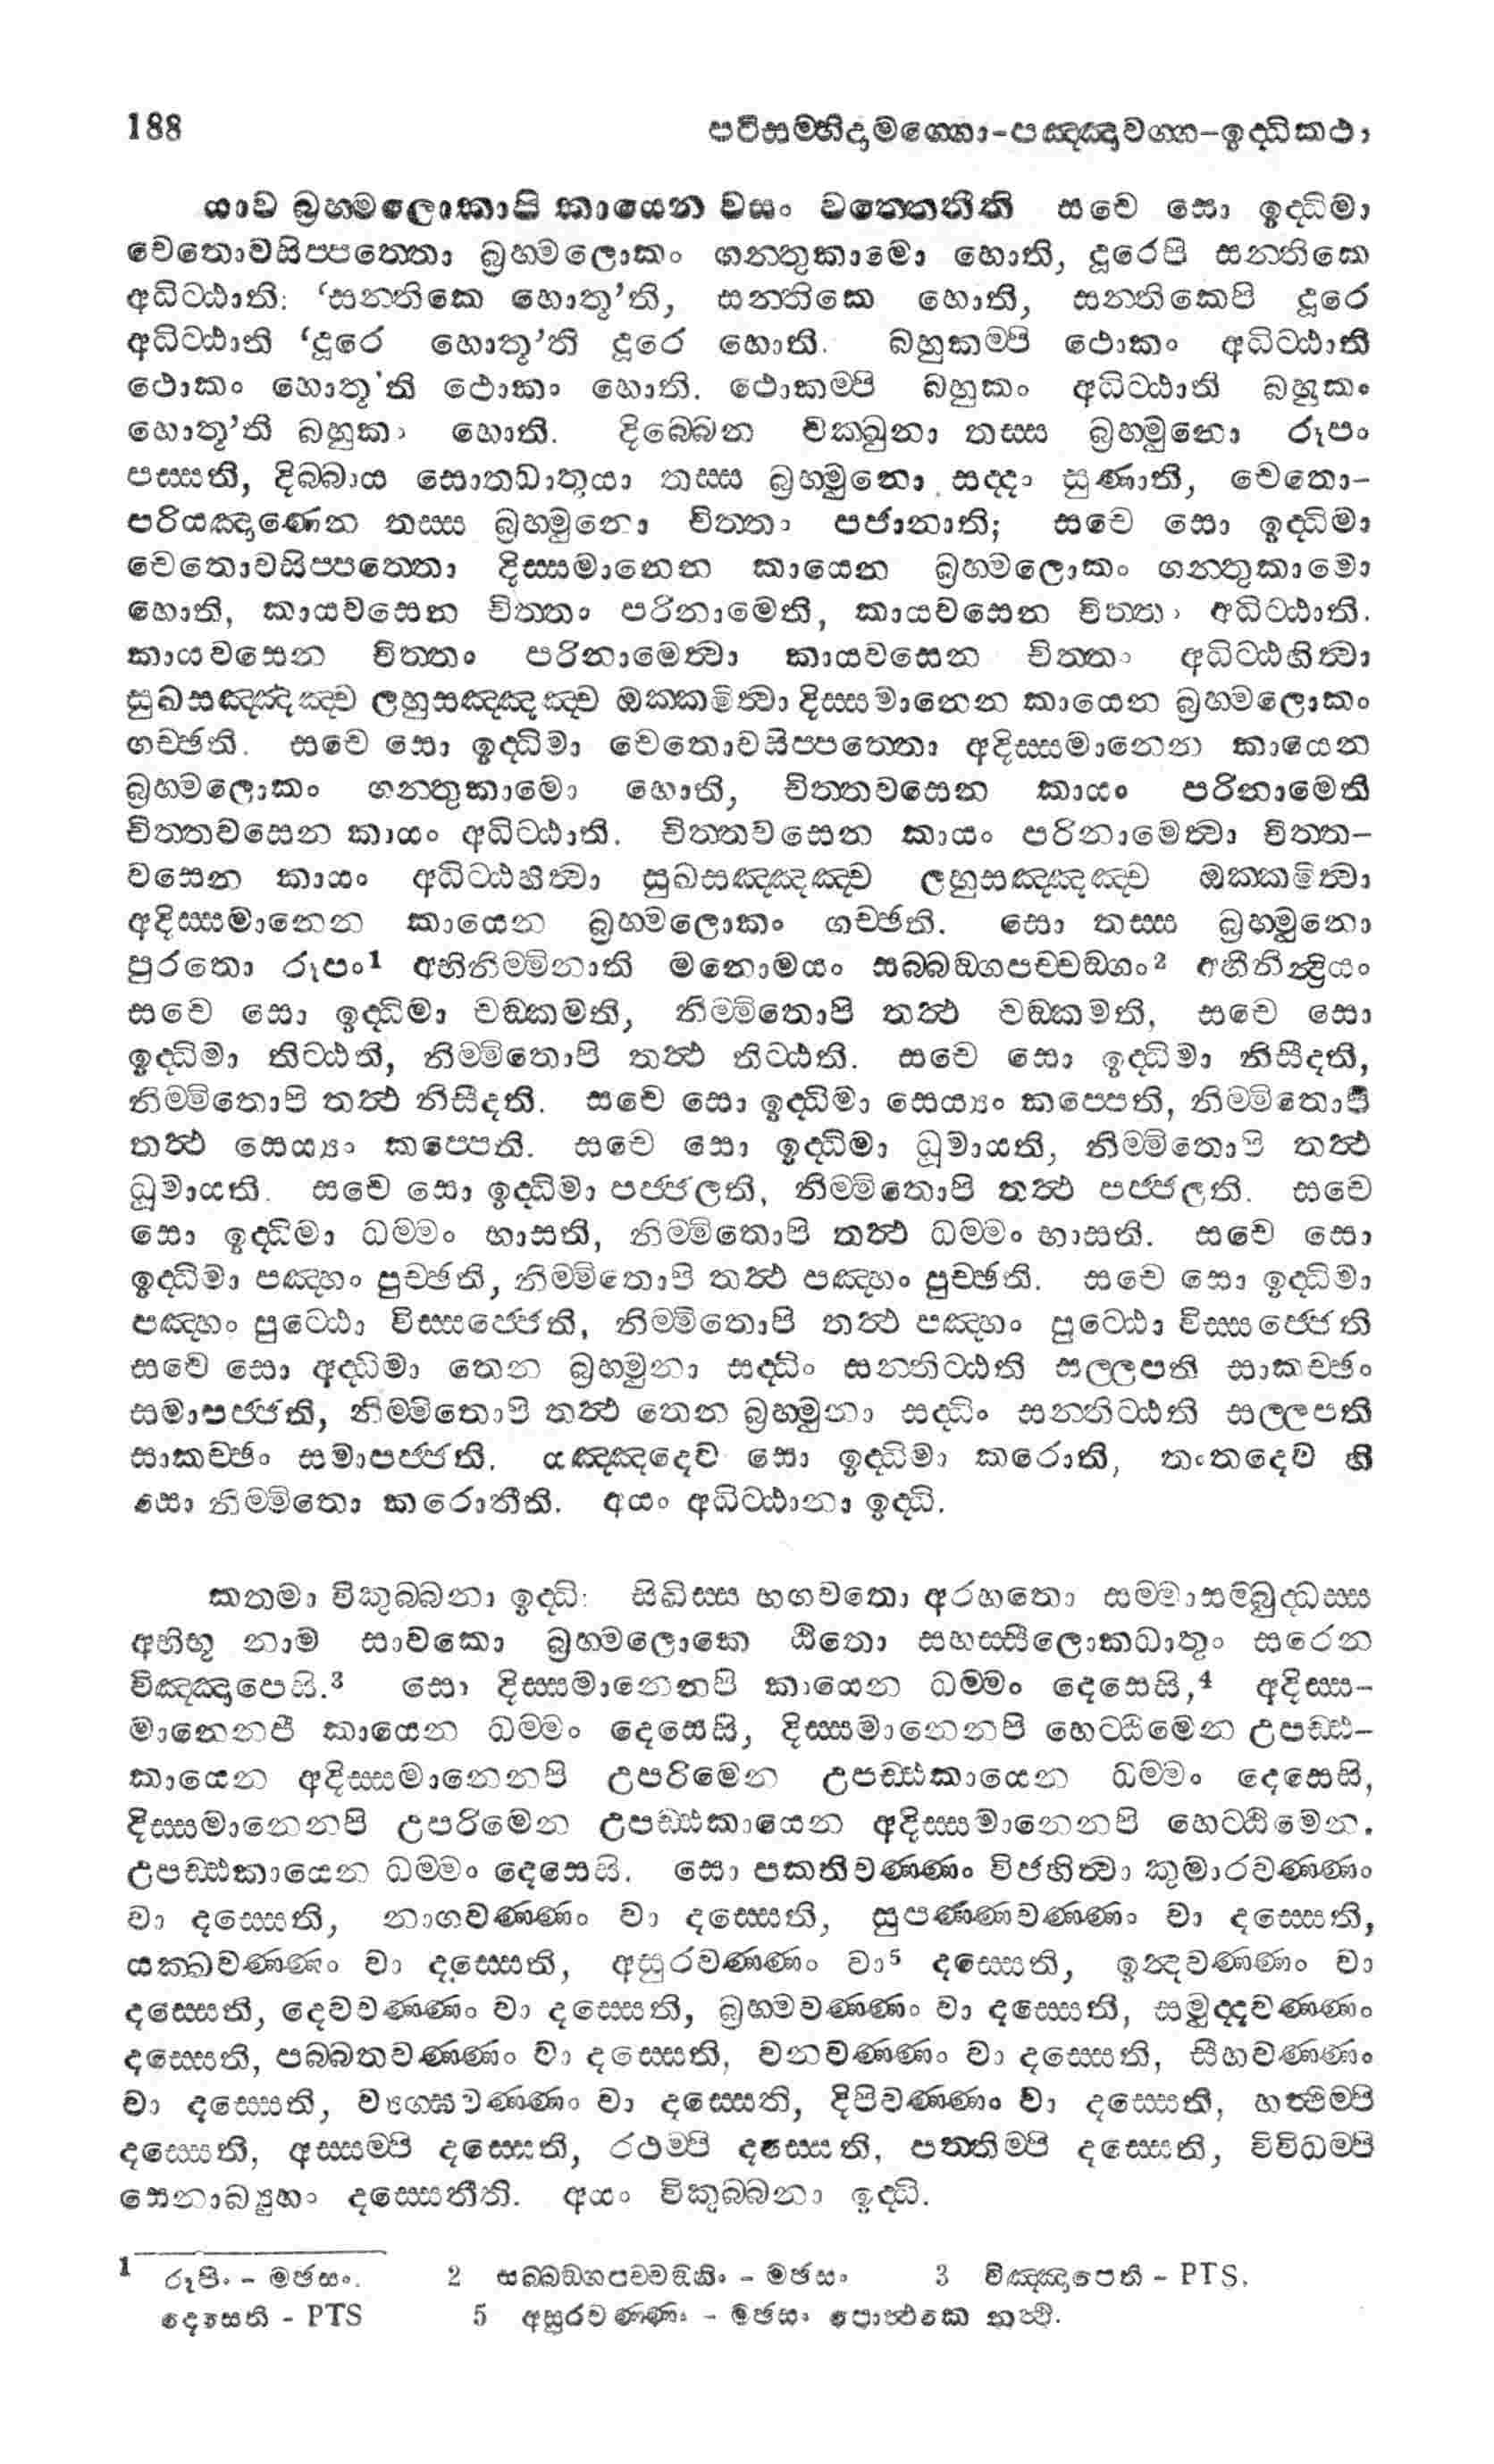 188 පටිසම්භිදාමග්ගො-පඤ්ඤාවග්ග-ඉද්ධිකථා
යාව බ්‍රහ්මලොකාපි කායෙන වසං වත්තෙතීති සචෙ සො ඉද්ධිමා
චෙතොවසිප්පත්තො බ්‍රහ්මලොකං ගන්තුකාමො හොති, දූරෙපි සන්තිකෙ
අධිට්ඨාති: ‘සන්තිකෙ හොතූ’ති, සන්තිකෙ හොති, සන්තිකෙපි දූරෙ
අධිට්ඨාති ‘දූරෙ හොතූ’ති දූරෙ හොති. බහුකම්පි ථොකං අධිට්ඨාති
ථොකං හොතූ’ති ථොකං හොති. ථොකම්පි බහුකං අධිට්ඨාති බහුකං
හොතූ’ති බහුකං හොති. දිබ්බෙන චක්ඛුනා තස්ස බ්‍රහ්මුනො රූපං
පස්සති, දිබ්බාය සොතධාතුයා තස්ස බ්‍රහ්මුනො සද්දං සුණාති, චෙතො-
පරියඤාණෙන තස්ස බ්‍රහ්මුනො චිත්තං පජානාති; සචෙ සො ඉද්ධිමා
චෙතොවසිප්පත්තො දිස්සමානෙන කායෙන බ්‍රහ්මලොකං ගන්තුකාමො
හොති, කායවසෙන චිත්තං පරිනාමෙති, කායවසෙන චිත්තං අධිට්ඨාති.
කායවසෙන චිත්තං පරිනාමෙත්වා කායවසෙන චිත්තං අධිට්ඨහිත්වා
සුඛසඤ්ඤඤ්ච ලහුසඤ්ඤඤ්ච ඔක්කමිත්වා දිස්සමානෙන කායෙන බ්‍රහ්මලොකං
ගච්ඡති. සචෙ සො ඉද්ධිමා චෙතොවසිප්පත්තො අදිස්සමානෙන කායෙන
බ්‍රහ්මලොකං ගන්තුකාමො හොති, චිත්තවසෙන කායං පරිනාමෙති
චිත්තවසෙන කායං අධිට්ඨාති. චිත්තවසෙන කායං පරිනාමෙත්වා චිත්ත-
වසෙන කායං අධිට්ඨහිත්වා සුඛසඤ්ඤඤ්ච ලහුසඤ්ඤඤ්ච ඔක්කමිත්වා
අදිස්සමානෙන කායෙන බ්‍රහ්මලොකං ගච්ඡති. සො තස්ස බ්‍රහ්මුනො
පුරතො රූපං¹ අභිනිම්මිනාති මනොමයං සබ්බඞ්ගපච්චඞ්ගං² අහීනින්ද්‍රියං
සචෙ සො ඉද්ධිමා චඞ්කමති, නිම්මිතොපි තත්ථ චඞ්කමති, සචෙ සො
ඉද්ධිමා තිට්ඨති, නිම්මිතොපි තත්ථ තිට්ඨති. සචෙ සො ඉද්ධිමා නිසීදති,
නිම්මිතොපි තත්ථ නිසීදති. සචෙ සො ඉද්ධිමා සෙය්‍යං කප්පෙති, නිම්මිතොපි
තත්ථ සෙය්‍යං කප්පෙති. සචෙ සො ඉද්ධිමා ධූමායති, නිම්මිතොපි තත්ථ
ධූමායති. සචෙ සො ඉද්ධිමා පජ්ජලති, නිම්මිතොපි තත්ථ පජ්ජලති. සචෙ
සො ඉද්ධිමා ධම්මං භාසති, නිම්මිතොපි තත්ථ ධම්මං භාසති. සචෙ සො
ඉද්ධිමා පඤ්හං පුච්ඡති, නිම්මිතොපි තත්ථ පඤ්හං පුච්ඡති. සචෙ සො ඉද්ධිමා
පඤ්හං පුට්ඨො විස්සජ්ජෙති, නිම්මිතොපි තත්ථ පඤ්හං පුට්ඨො විස්සජ්ජෙති
සචෙ සො අද්ධිමා තෙන බ්‍රහ්මුනා සද්ධිං සන්තිට්ඨති සල්ලපති සාකච්ඡං
සමාපජ්ජති, නිම්මිතොපි තත්ථ තෙන බ්‍රහ්මුනා සද්ධිං සන්තිට්ඨති සල්ලපති
සාකච්ඡං සමාපජ්ජති. යඤ්ඤදෙව සො ඉද්ධිමා කරොති, තංතදෙව හි
සො නිම්මිතො කරොතීති. අයං අධිට්ඨානා ඉද්ධි.
කතමා විකුබ්බනා ඉද්ධි: සිඛිස්ස භගවතො අරහතො සම්මාසම්බුද්ධස්ස
අභිභූ නාම සාවකො බ්‍රහ්මලොකෙ ඨිතො සහස්සීලොකධාතුං සරෙන
විඤ්ඤාපෙසි.³ සො දිස්සමානෙනපි කායෙන ධම්මං දෙසෙසි,⁴ අදිස්ස-
මානෙනපි කායෙන ධම්මං දෙසෙසි, දිස්සමානෙනපි හෙට්ඨිමෙන උපඩ්ඪ-
කායෙන අදිස්සමානෙනපි උපරිමෙන උපඩ්ඪකායෙන ධම්මං දෙසෙසි,
දිස්සමානෙනපි උපරිමෙන උපඩ්ඪකායෙන අදිස්සමානෙනපි හෙට්ඨිමෙන.
උපඩ්ඪකායෙන ධම්මං දෙසෙසි. සො පකතිවණ්ණං විජහිත්වා කුමාරවණ්ණං
වා දස්සෙති, නාගවණ්ණං වා දස්සෙති, සුපණ්ණවණ්ණං වා දස්සෙති,
යක්ඛවණ්ණං වා දස්සෙති, අසුරවණ්ණං වා⁵ දස්සෙති, ඉන්දවණ්ණං වා
දස්සෙති, දෙවවණ්ණං වා දස්සෙති, බ්‍රහ්මවණ්ණං වා දස්සෙති, සමුද්දවණ්ණං
දස්සෙති, පබ්බතවණ්ණං වා දස්සෙති, වනවණ්ණං වා දස්සෙති, සීහවණ්ණං
වා දස්සෙති, ව්‍යග්ඝවණ්ණං වා දස්සෙති, දීපිවණ්ණං වා දස්සෙති, හත්ථිම්පි
දස්සෙති, අස්සම්පි දස්සෙති, රථම්පි දස්සෙති, පත්තිම්පි දස්සෙති, විවිධම්පි
සෙනාබ්‍යුහං දස්සෙතීති. අයං විකුබ්බනා ඉද්ධි.
1 රූපිං - මඡසං. 2 සබ්බඞ්ගපච්චඞ්ගිං - මඡසං 3 විඤ්ඤාපෙති - PTS.
දෙසෙති - PTS 5 අසුරවණ්ණං - මඡසං පොත්ථකෙ නත්ථි.